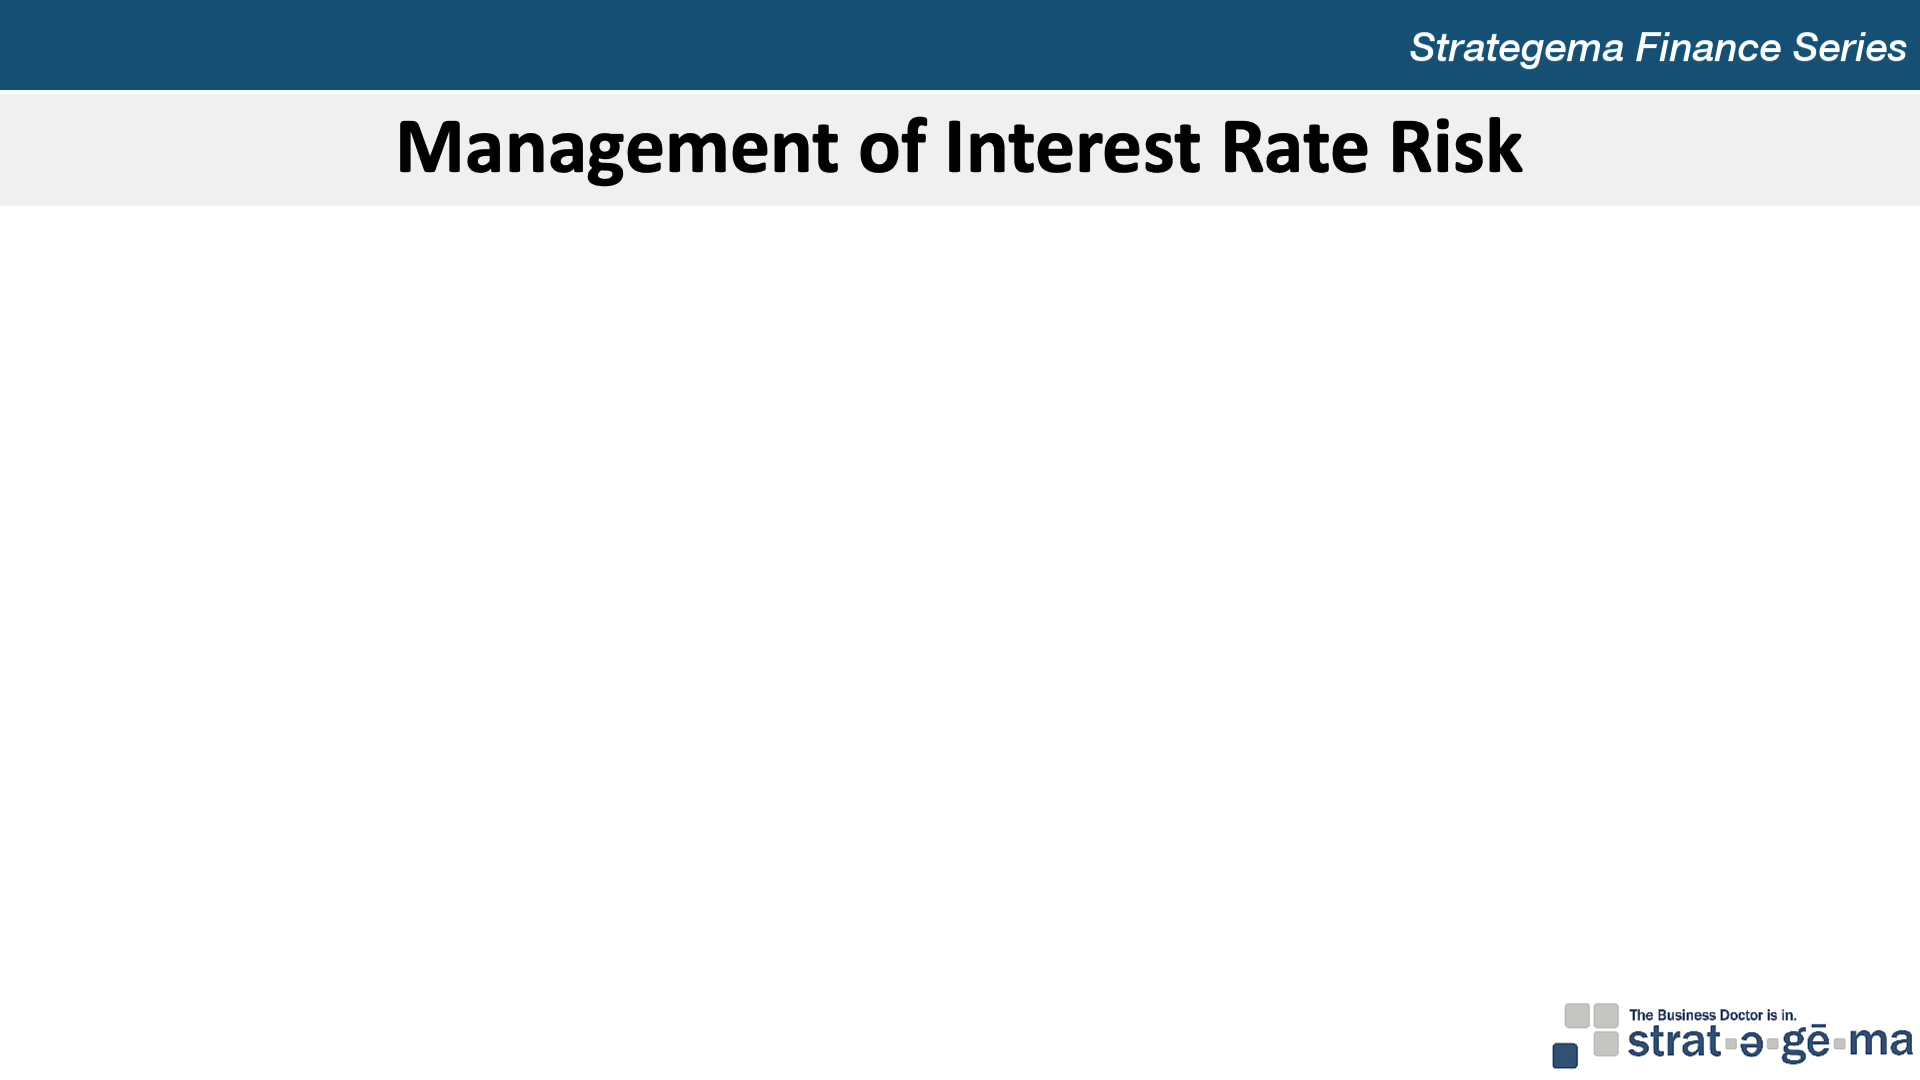 Strategema Finance Series
Management of Interest Rate Risk
The Business Doctor is in.
strat-ə-gē-ma